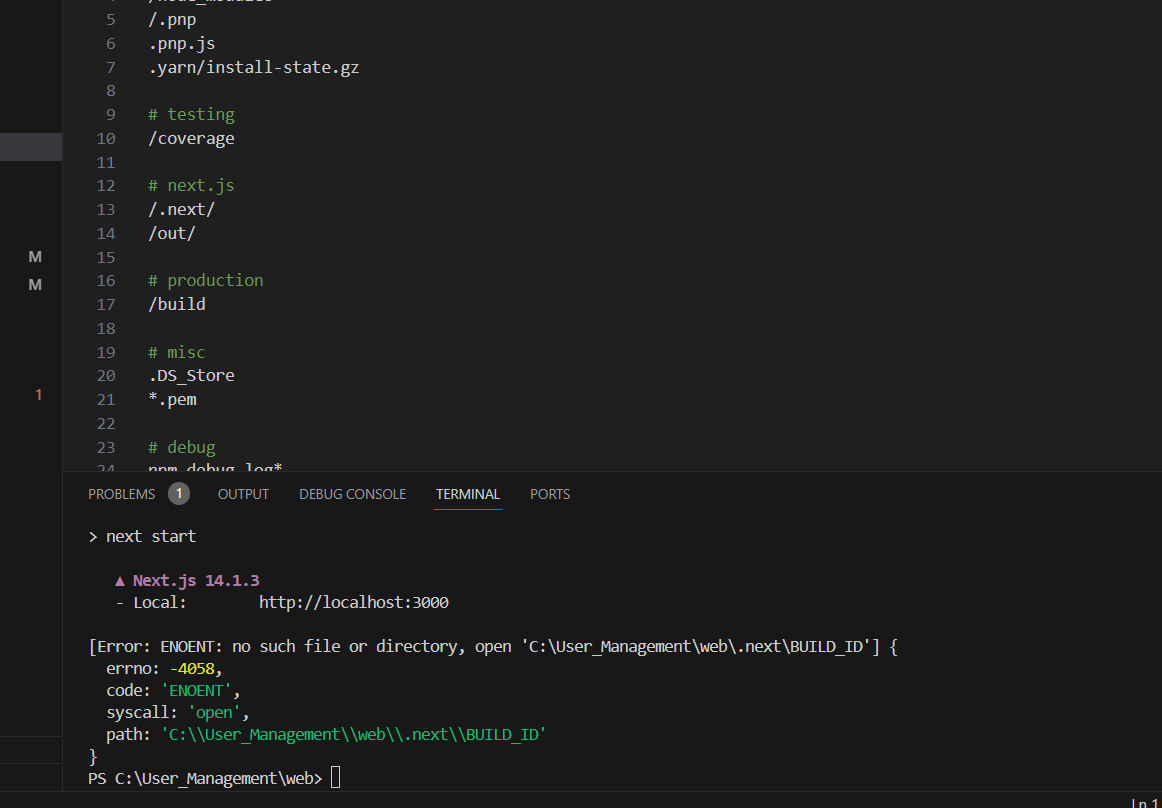 5 /.pnp
6 .pnp.js
7 .yarn/install-state.gz
8
9 # testing
10 /coverage
11
12 # next.js
13 /.next/
14 /out/
15
M
16 # production
M
17 /build
18
19 # misc
20 .DS_Store
1
21 *.pem
22
23 # debug
24 npm-debug.log*
PROBLEMS 1 OUTPUT DEBUG CONSOLE TERMINAL PORTS
> next start
▲ Next.js 14.1.3
- Local: http://localhost:3000
[Error: ENOENT: no such file or directory, open 'C:\User_Management\web\.next\BUILD_ID'] {
errno: -4058,
code: 'ENOENT',
syscall: 'open',
path: 'C:\\User_Management\\web\\.next\\BUILD_ID'
}
PS C:\User_Management\web>
Ln 1